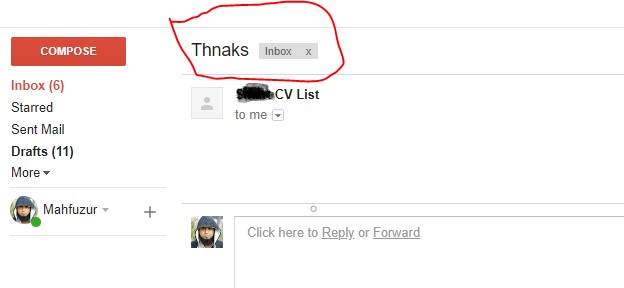 COMPOSE
Inbox (6)
Starred
Sent Mail
Drafts (11)
More
Mahfuzur
Thnaks Inbox x
CV List
to me
Click here to Reply or Forward